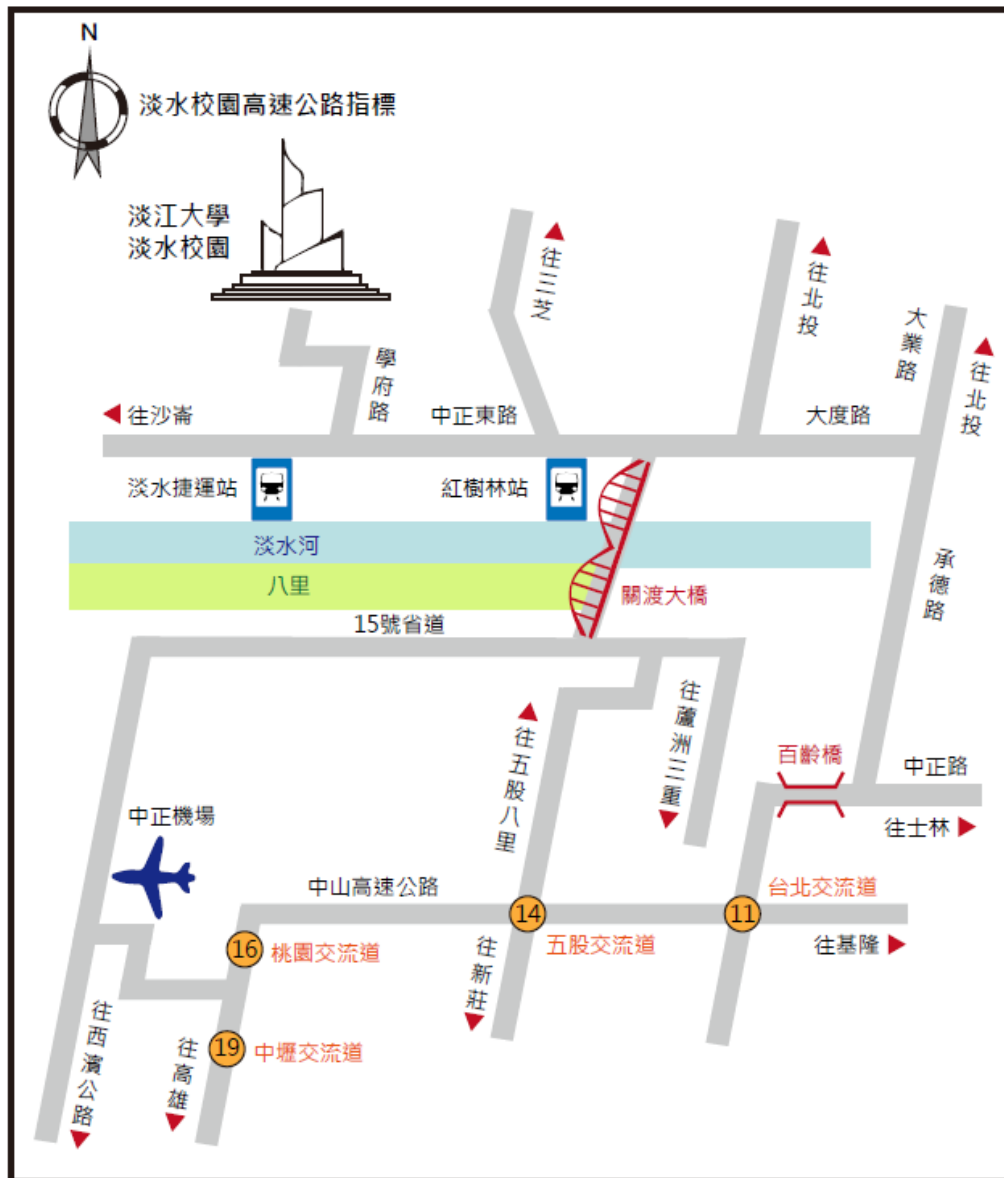 N
淡水校園高速公路指標
淡江大學
淡水校園
往三芝
往北投
大業路
往北投
學府路
往沙崙
中正東路
大度路
淡水捷運站
紅樹林站
淡水河
八里
關渡大橋
承德路
15號省道
往五股八里
往蘆洲三重
百齡橋
中正路
往士林
中正機場
中山高速公路
台北交流道
14
11
16
桃園交流道
五股交流道
往基隆
往新莊
往西濱公路
往高雄
19
中壢交流道